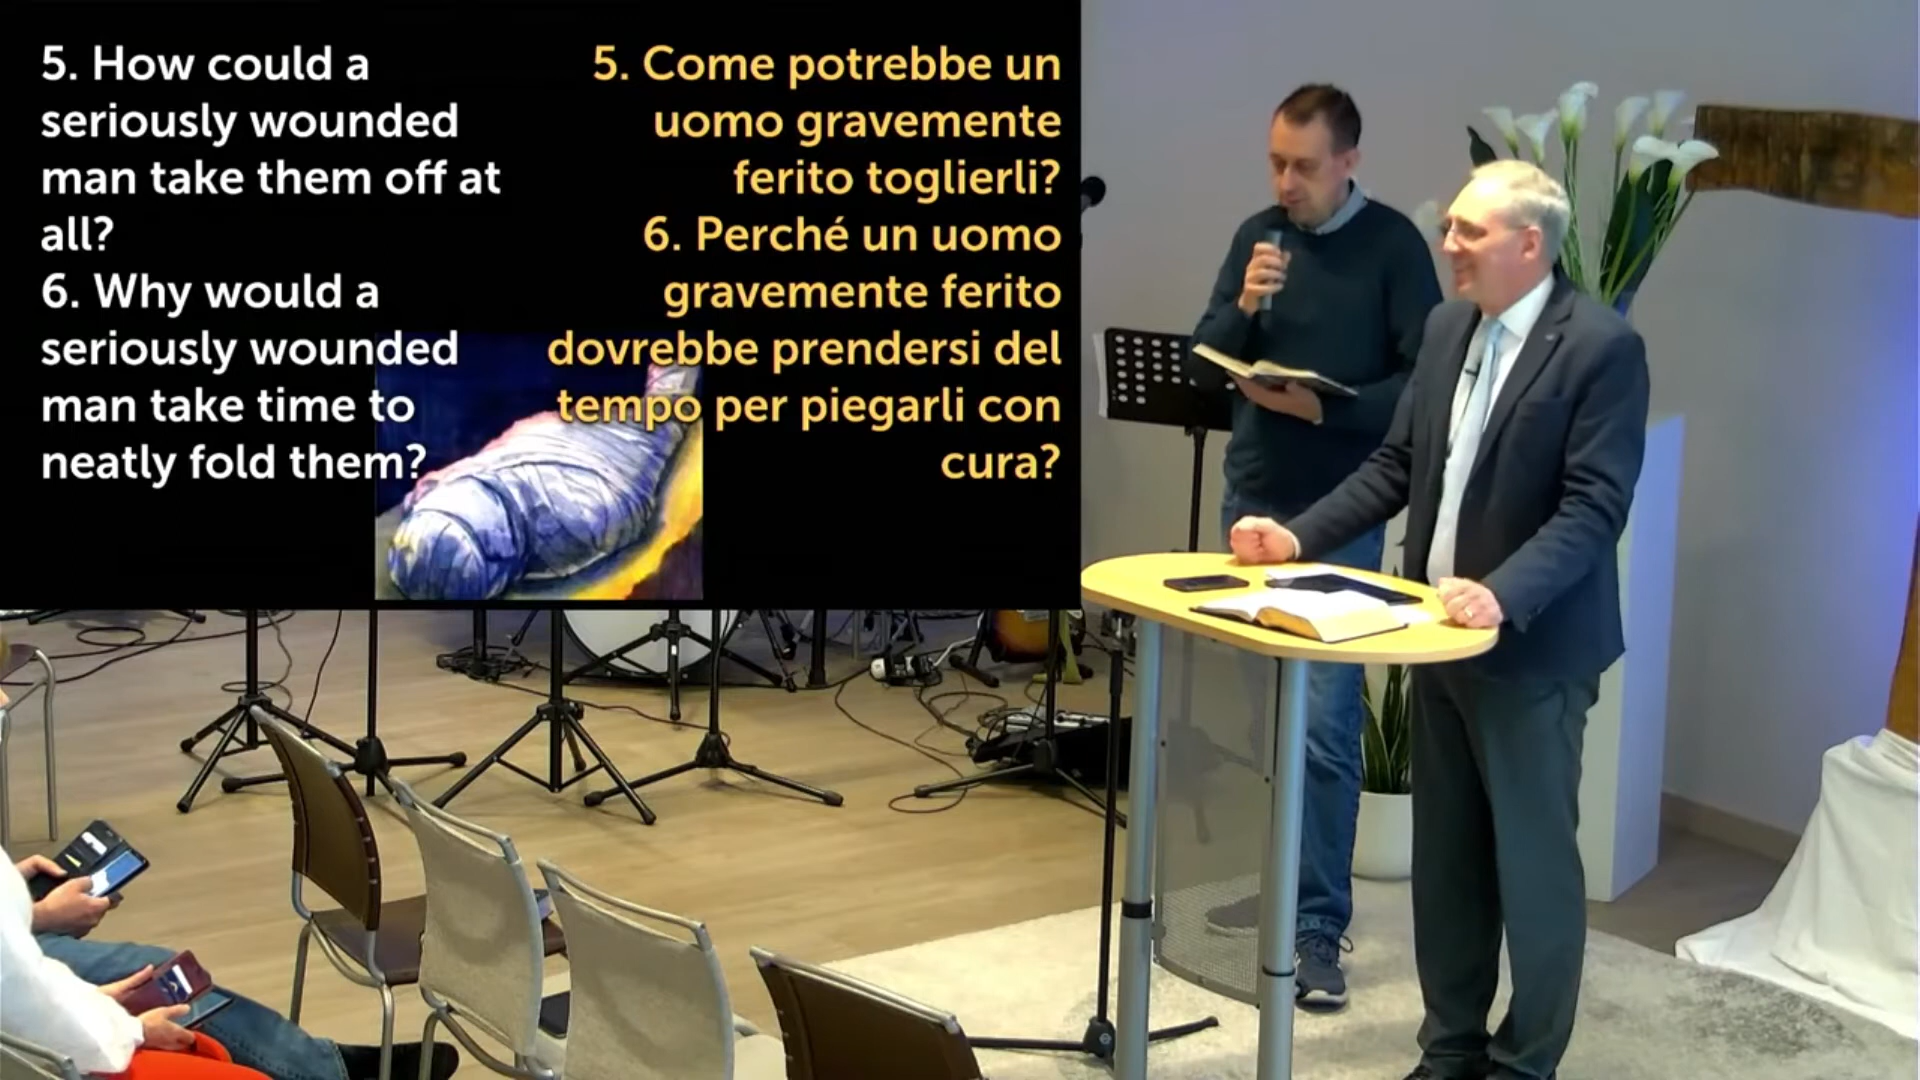 5. How could a
seriously wounded
man take them off at
all?
6. Why would a
seriously wounded
man take time to
neatly fold them?
5. Come potrebbe un
uomo gravemente
ferito toglierli?
6. Perché un uomo
gravemente ferito
dovrebbe prendersi del
tempo per piegarli con
cura?